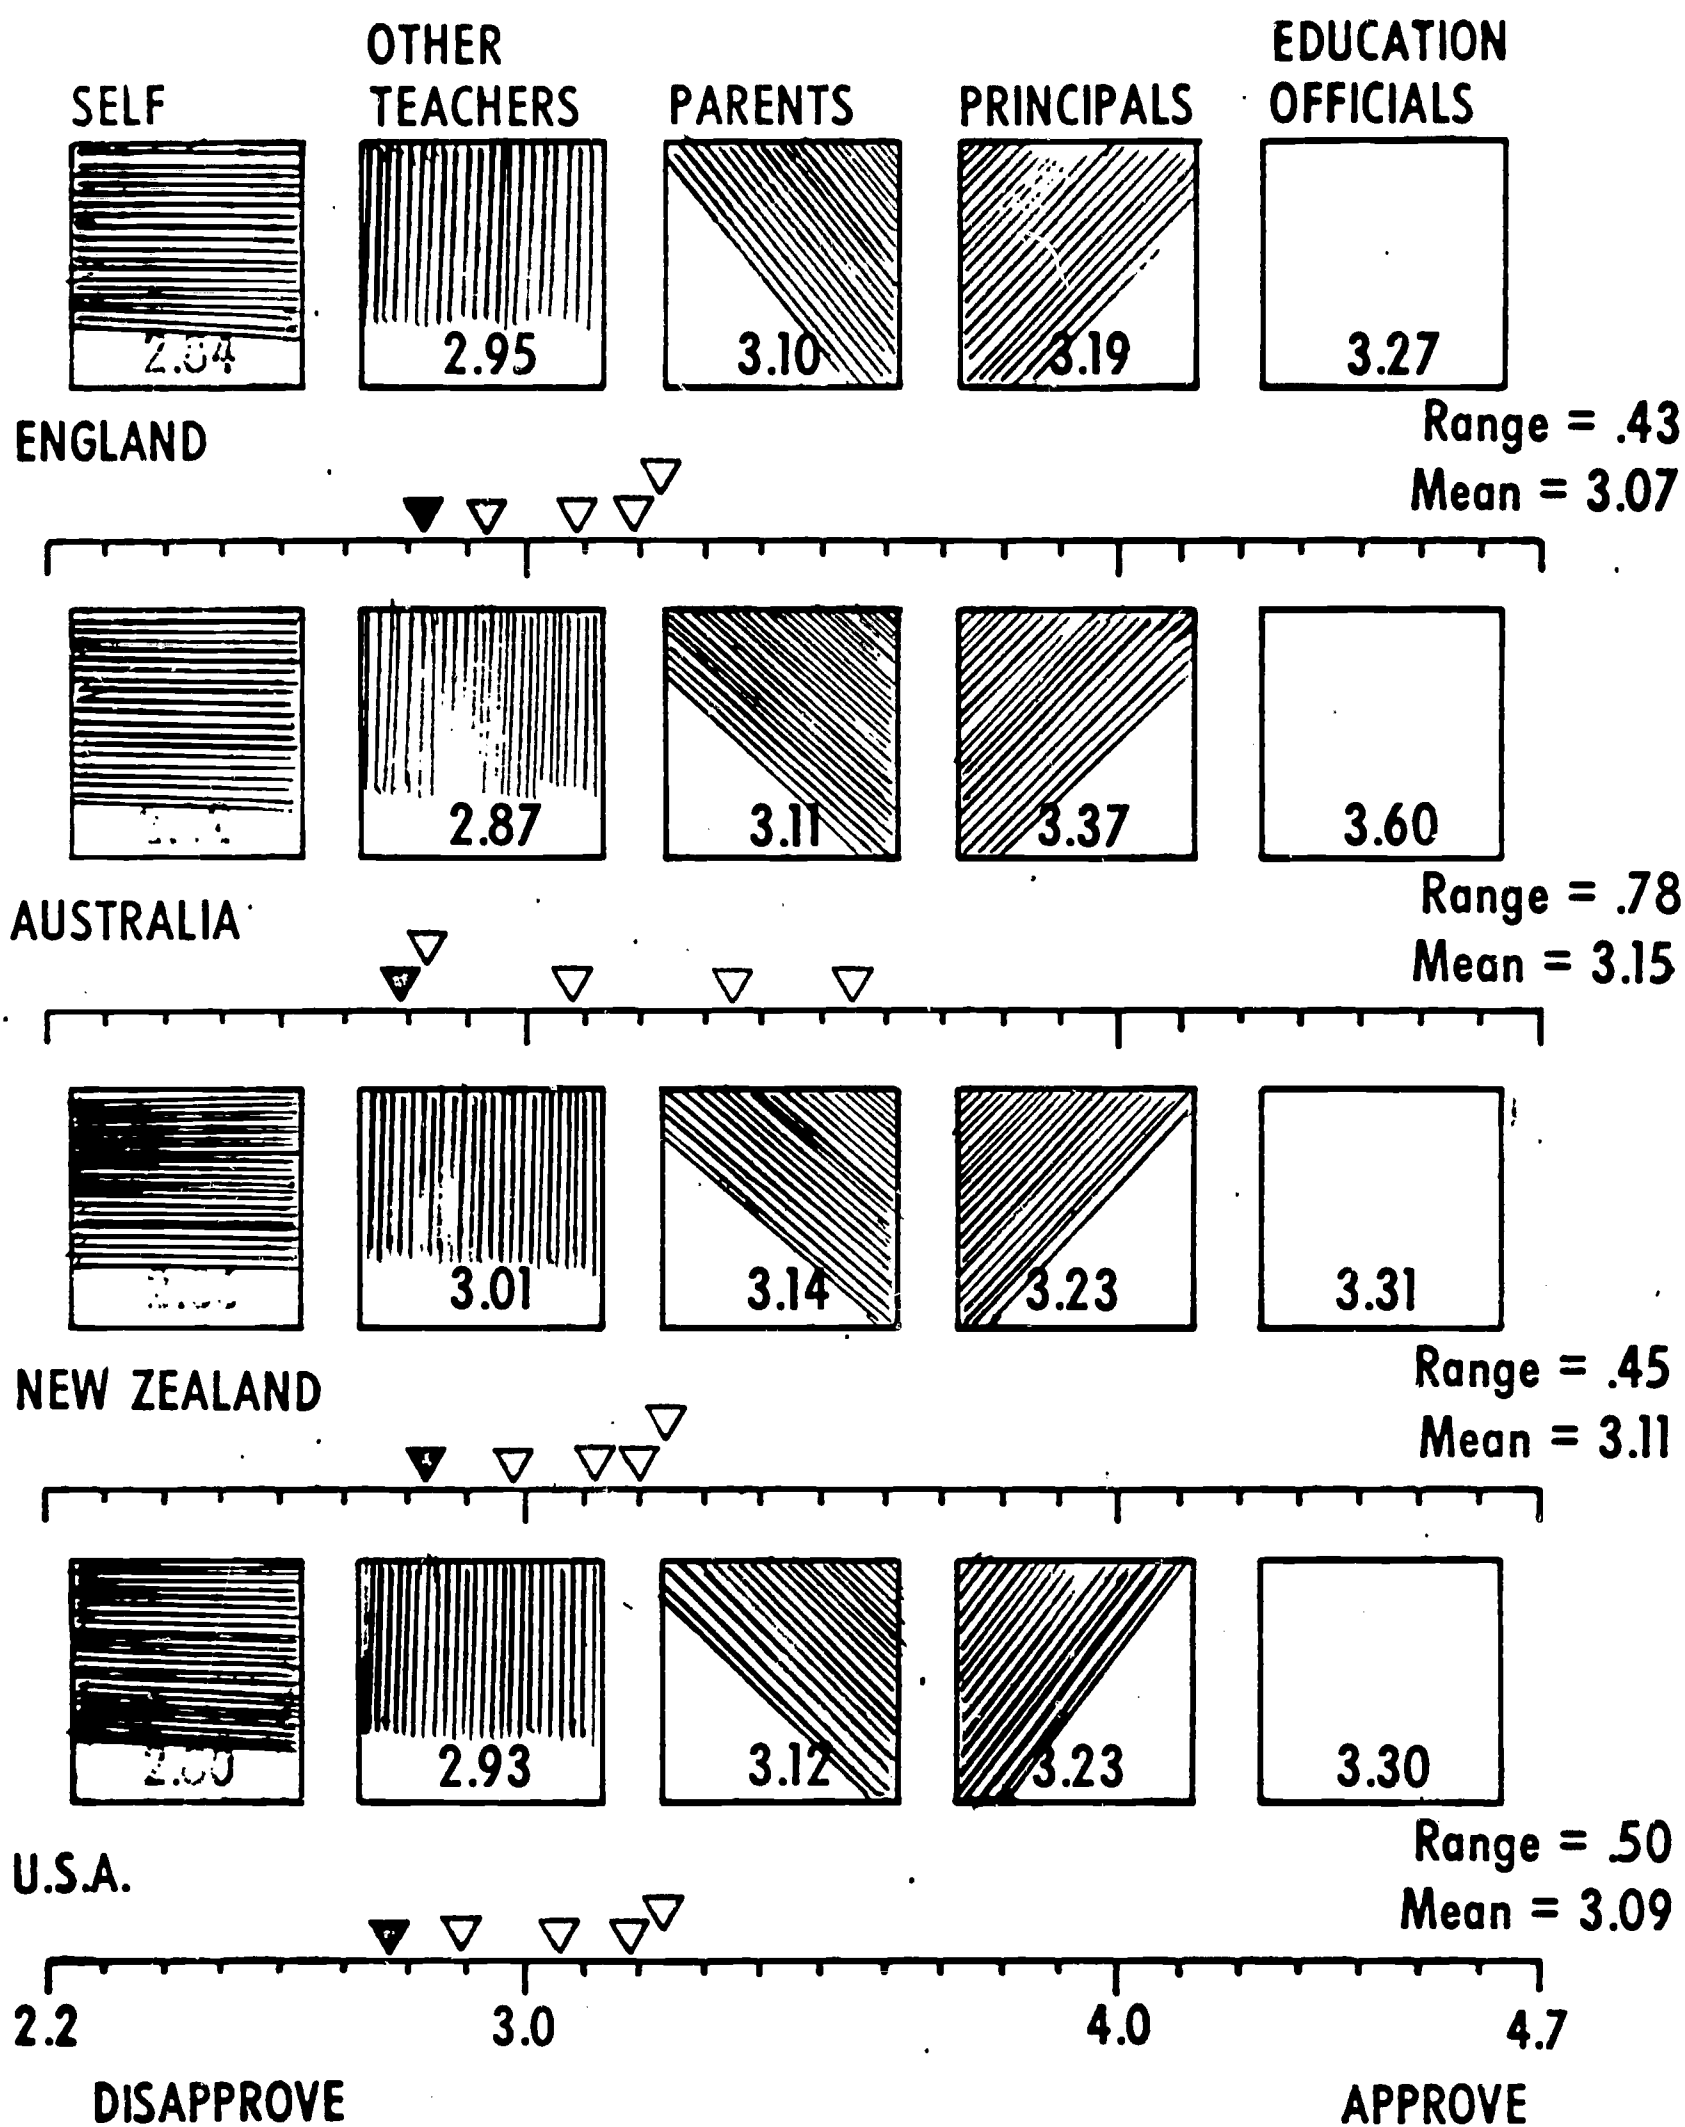 OTHER EDUCATION
SELF TEACHERS PARENTS PRINCIPALS OFFICIALS
2.84 2.95 3.10 3.19 3.27
Range = .43
ENGLAND
Mean = 3.07
2.87 3.11 3.37 3.60
Range = .78
AUSTRALIA
Mean = 3.15
3.01 3.14 3.23 3.31
Range = .45
NEW ZEALAND
Mean = 3.11
2.93 3.12 3.23 3.30
Range = .50
U.S.A.
Mean = 3.09
2.2 3.0 4.0 4.7
DISAPPROVE APPROVE